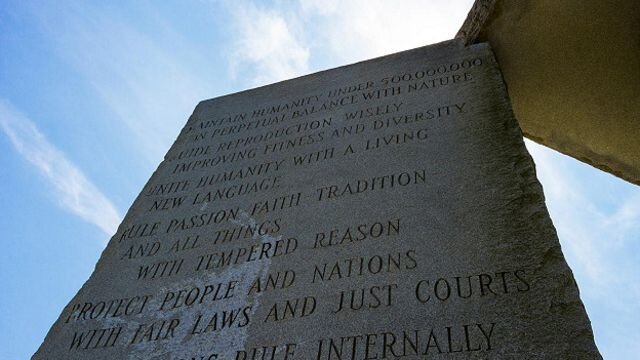 MAINTAIN HUMANITY UNDER 500,000,000
IN PERPETUAL BALANCE WITH NATURE
GUIDE REPRODUCTION WISELY
IMPROVING FITNESS AND DIVERSITY
UNITE HUMANITY WITH A LIVING
NEW LANGUAGE
RULE PASSION FAITH TRADITION
AND ALL THINGS
WITH TEMPERED REASON
PROTECT PEOPLE AND NATIONS
WITH FAIR LAWS AND JUST COURTS
RULE INTERNALLY